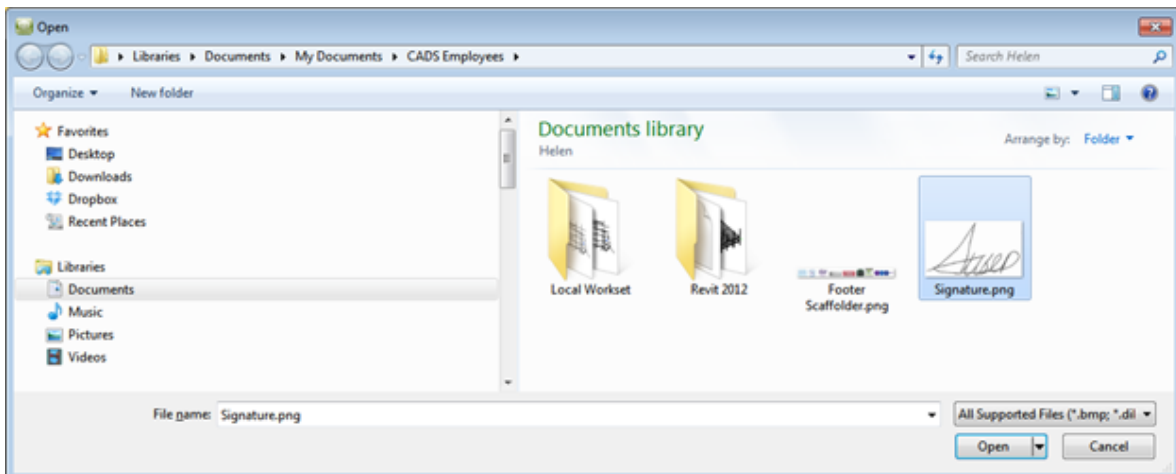 Open
Libraries ▸ Documents ▸ My Documents ▸ CADS Employees ▸
Search Helen
Organize
New folder
Favorites
Desktop
Downloads
Dropbox
Recent Places
Libraries
Documents
Music
Pictures
Videos
Documents library
Helen
Arrange by: Folder
Local Workset
Revit 2012
Footer
Scaffolder.png
Signature.png
File name: Signature.png
All Supported Files (*.bmp; *.dil
Open
Cancel